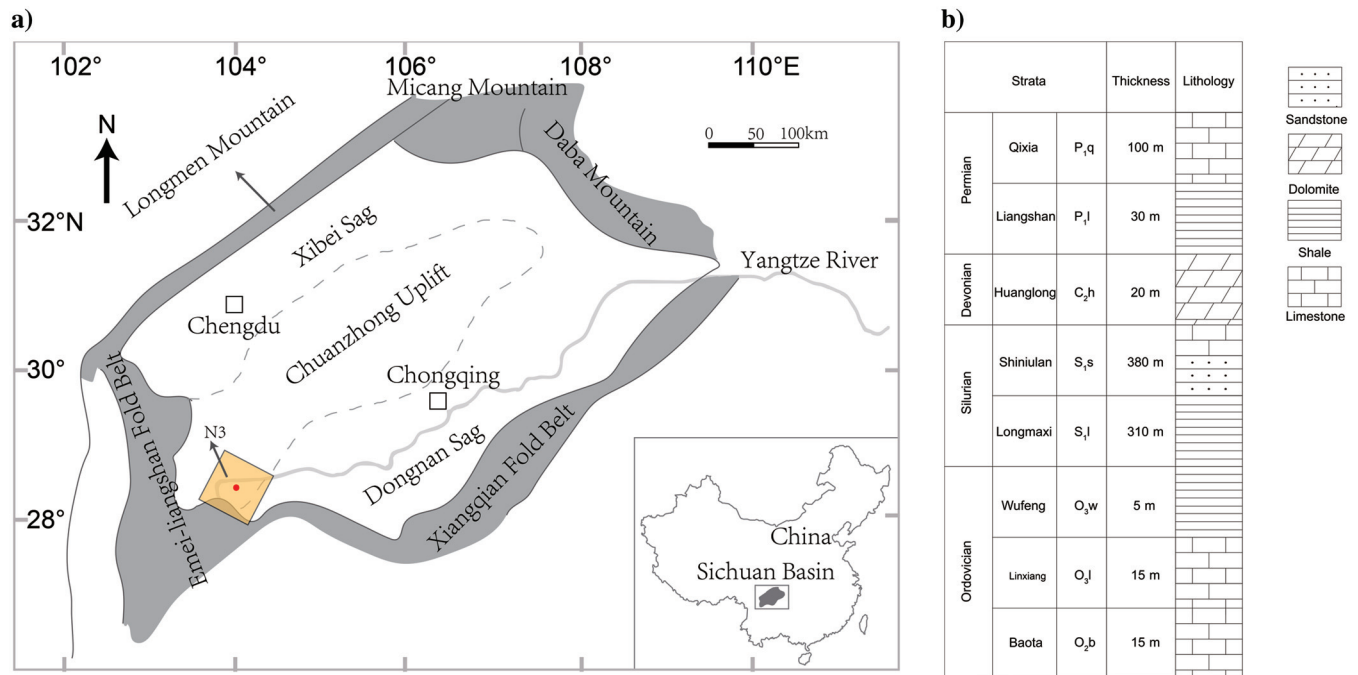 a)
102°
104°
106°
108°
110°E
Micang Mountain
Longmen Mountain
N
0 50 100km
Daba Mountain
32°N
Xibei Sag
Yangtze River
Chuanzhong Uplift
Chengdu
30°
Chongqing
Emei-liangshan Fold Belt
N3
Dongnan Sag
Xiangqian Fold Belt
28°
China
Sichuan Basin
b)
Strata Thickness Lithology
Permian
Qixia P₁q 100 m
Liangshan P₁l 30 m
Devonian
Huanglong C₂h 20 m
Silurian
Shiniulan S₁s 380 m
Longmaxi S₁l 310 m
Ordovician
Wufeng O₃w 5 m
Linxiang O₃l 15 m
Baota O₂b 15 m
Sandstone
Dolomite
Shale
Limestone